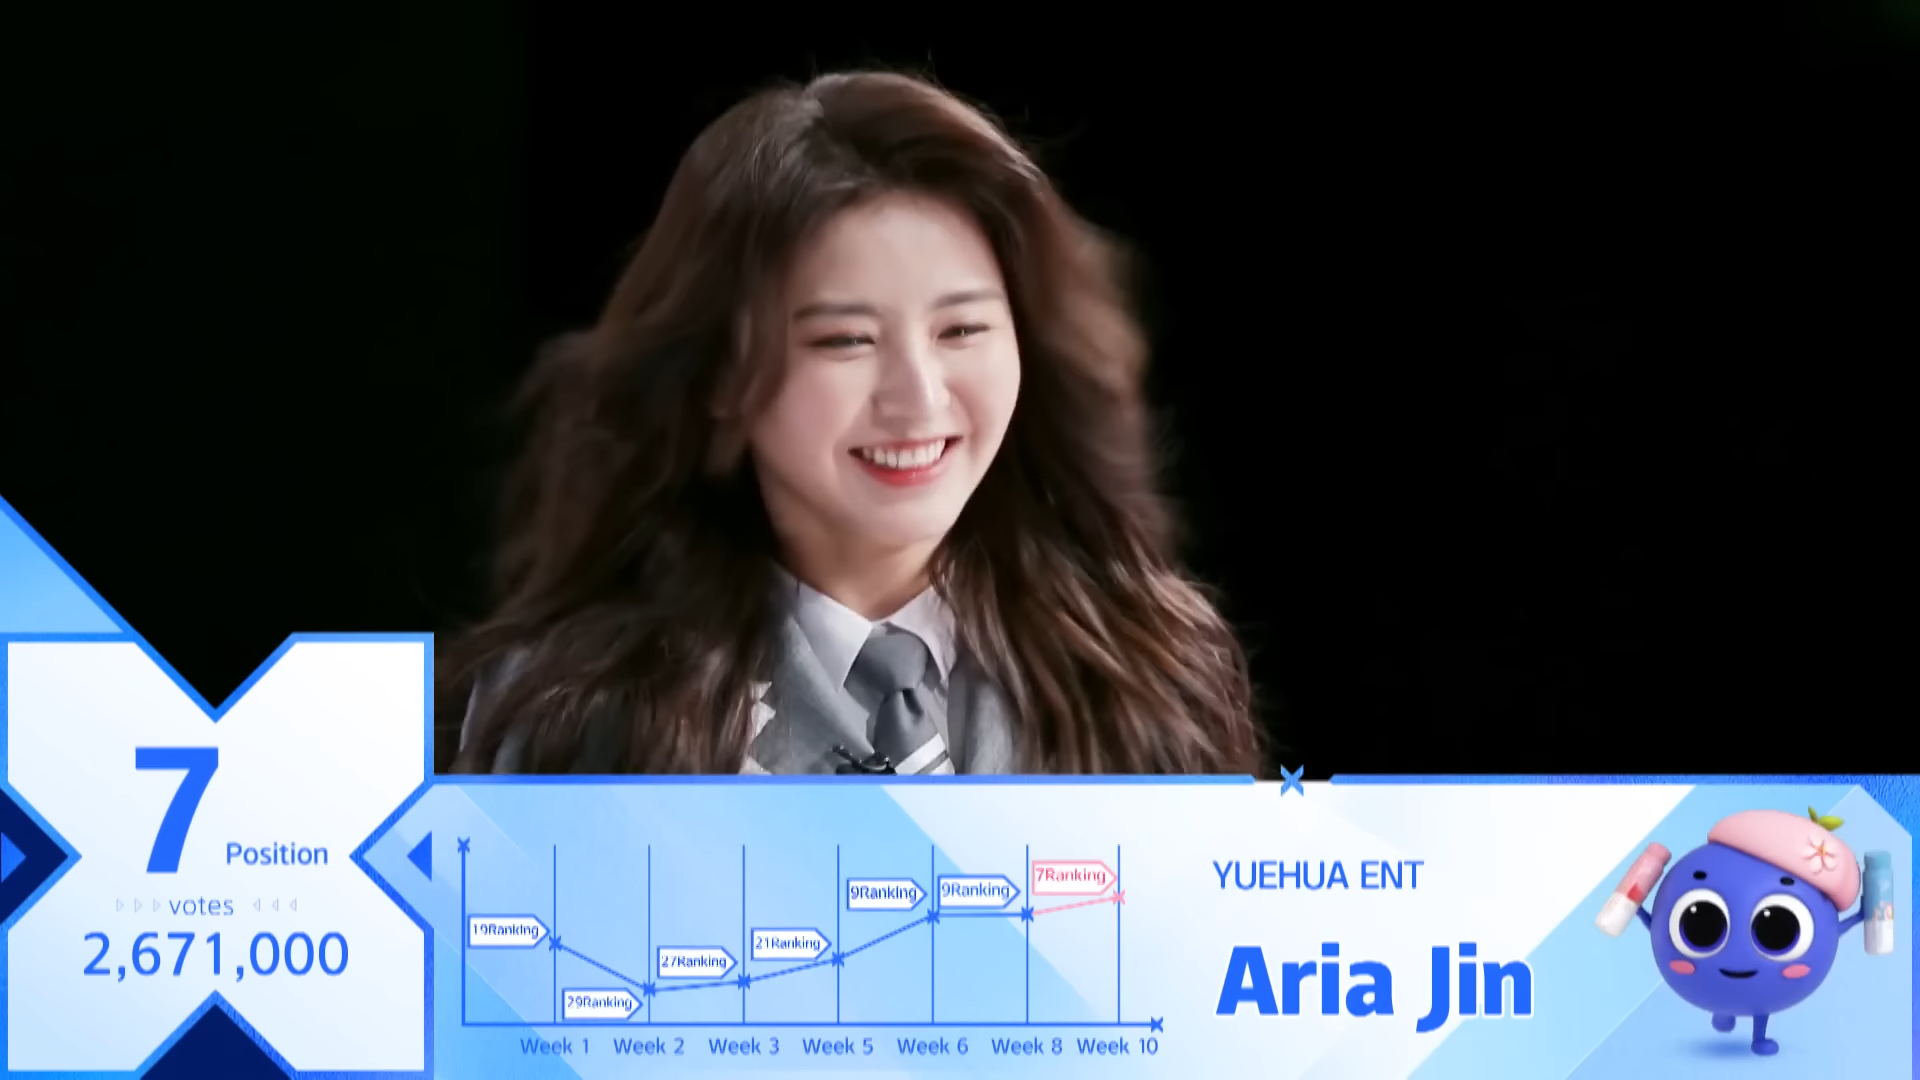 7
Position
votes
2,671,000
19Ranking
29Ranking
27Ranking
21Ranking
9Ranking
9Ranking
7Ranking
Week 1
Week 2
Week 3
Week 5
Week 6
Week 8
Week 10
YUEHUA ENT
Aria Jin